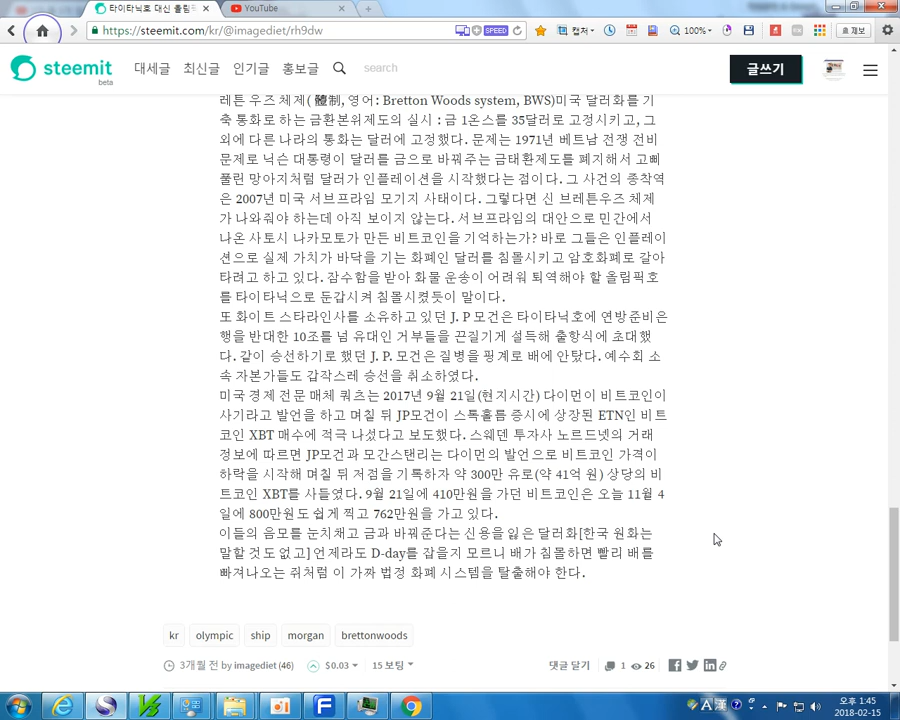 타이타닉호 대신 올림픽
YouTube
https://steemit.com/kr/@imagediet/rh9dw
SPEED
캡처
100%
제보
steemit
beta
대세글 최신글 인기글 홍보글 search
글쓰기
레튼 우즈 체제( 體制, 영어: Bretton Woods system, BWS)미국 달러화를 기
축 통화로 하는 금환본위제도의 실시 : 금 1온스를 35달러로 고정시키고, 그
외에 다른 나라의 통화는 달러에 고정했다. 문제는 1971년 베트남 전쟁 전비
문제로 닉슨 대통령이 달러를 금으로 바꿔주는 금태환제도를 폐지해서 고삐
풀린 망아지처럼 달러가 인플레이션을 시작했다는 점이다. 그 사건의 종착역
은 2007년 미국 서브프라임 모기지 사태이다. 그렇다면 신 브레튼우즈 체제
가 나와줘야 하는데 아직 보이지 않는다. 서브프라임의 대안으로 민간에서
나온 사토시 나카모토가 만든 비트코인을 기억하는가? 바로 그들은 인플레이
션으로 실제 가치가 바닥을 기는 화폐인 달러를 침몰시키고 암호화폐로 갈아
타려고 하고 있다. 잠수함을 받아 화물 운송이 어려워 퇴역해야 할 올림픽호
를 타이타닉으로 둔갑시켜 침몰시켰듯이 말이다.
또 화이트 스타라인사를 소유하고 있던 J. P 모건은 타이타닉호에 연방준비은
행을 반대한 10조를 넘 유대인 거부들을 끈질기게 설득해 출항식에 초대했
다. 같이 승선하기로 했던 J. P. 모건은 질병을 핑계로 배에 안탔다. 예수회 소
속 자본가들도 갑작스레 승선을 취소하였다.
미국 경제 전문 매체 쿼츠는 2017년 9월 21일(현지시간) 다이먼이 비트코인이
사기라고 발언을 하고 며칠 뒤 JP모건이 스톡홀름 증시에 상장된 ETN인 비트
코인 XBT 매수에 적극 나섰다고 보도했다. 스웨덴 투자사 노르드넷의 거래
정보에 따르면 JP모건과 모간스탠리는 다이먼의 발언으로 비트코인 가격이
하락을 시작해 며칠 뒤 저점을 기록하자 약 300만 유로(약 41억 원) 상당의 비
트코인 XBT를 사들였다. 9월 21일에 410만원을 가던 비트코인은 오늘 11월 4
일에 800만원도 쉽게 찍고 762만원을 가고 있다.
이들의 음모를 눈치채고 금과 바꿔준다는 신용을 잃은 달러화[한국 원화는
말할 것도 없고] 언제라도 D-day를 잡을지 모르니 배가 침몰하면 빨리 배를
빠져나오는 쥐처럼 이 가짜 법정 화폐 시스템을 탈출해야 한다.
kr olympic ship morgan brettonwoods
3개월 전 by imagediet (46) $0.03 15 보팅 댓글 달기 1 26
A漢
오후 1:45
2018-02-15